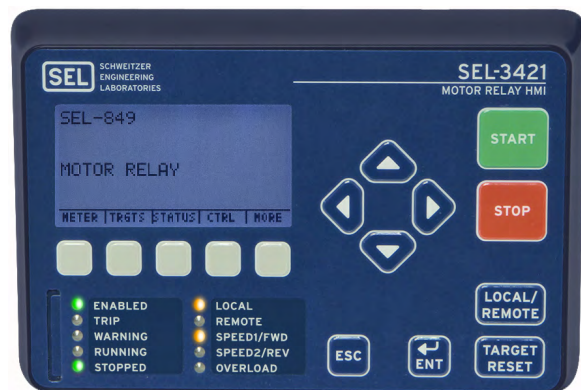 SEL
SCHWEITZER
ENGINEERING
LABORATORIES
SEL-3421
MOTOR RELAY HMI
SEL-849
MOTOR RELAY
METER TRGTS STATUS CTRL MORE
START
STOP
ENABLED
TRIP
WARNING
RUNNING
STOPPED
LOCAL
REMOTE
SPEED1/FWD
SPEED2/REV
OVERLOAD
ESC
ENT
LOCAL/
REMOTE
TARGET
RESET